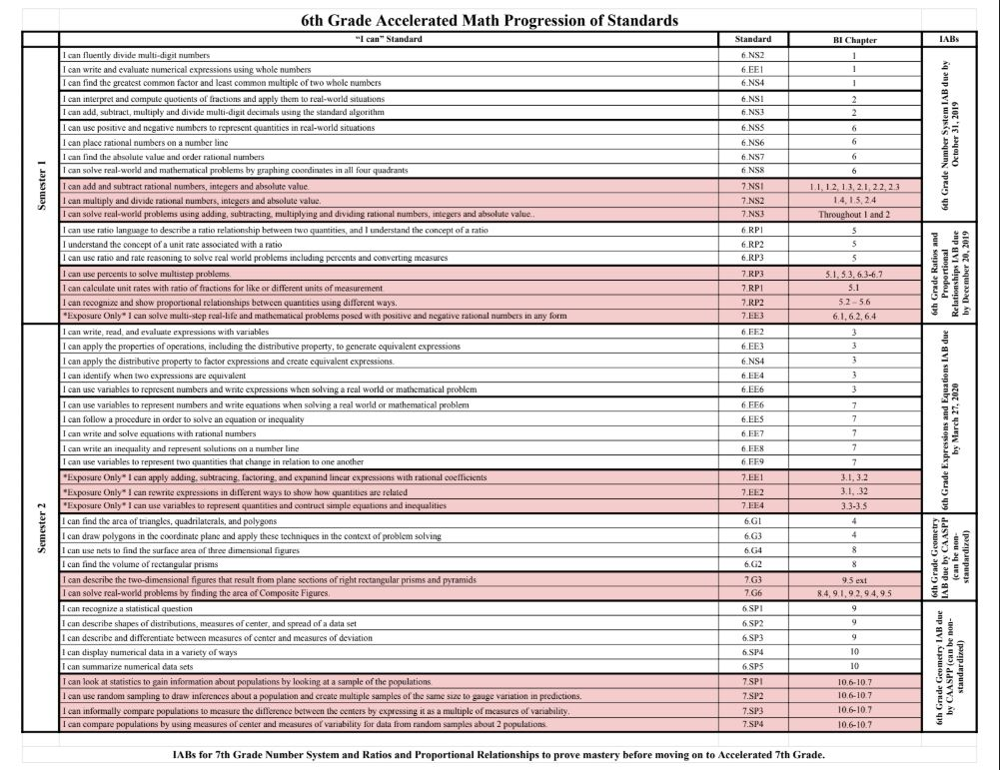 6th Grade Accelerated Math Progression of Standards
"I can" Standard Standard BI Chapter IABs
Semester 1
I can fluently divide multi-digit numbers 6.NS2 1
I can write and evaluate numerical expressions using whole numbers 6.EE1 1
I can find the greatest common factor and least common multiple of two whole numbers 6.NS4 1
I can interpret and compute quotients of fractions and apply them to real-world situations 6.NS1 2
I can add, subtract, multiply and divide multi-digit decimals using the standard algorithm 6.NS3 2
I can use positive and negative numbers to represent quantities in real-world situations 6.NS5 6
I can place rational numbers on a number line 6.NS6 6
I can find the absolute value and order rational numbers 6.NS7 6
I can solve real-world and mathematical problems by graphing coordinates in all four quadrants 6.NS8 6
I can add and subtract rational numbers, integers and absolute value. 7.NS1 1.1, 1.2, 1.3, 2.1, 2.2, 2.3
I can multiply and divide rational numbers, integers and absolute value. 7.NS2 1.4, 1.5, 2.4
I can solve real-world problems using adding, subtracting, multiplying and dividing rational numbers, integers and absolute value.. 7.NS3 Throughout 1 and 2
6th Grade Number System IAB due by
October 31, 2019
I can use ratio language to describe a ratio relationship between two quantities, and I understand the concept of a ratio 6.RP1 5
I understand the concept of a unit rate associated with a ratio 6.RP2 5
I can use ratio and rate reasoning to solve real world problems including percents and converting measures 6.RP3 5
I can use percents to solve multistep problems. 7.RP3 5.1, 5.3, 6.3-6.7
I can calculate unit rates with ratio of fractions for like or different units of measurement. 7.RP1 5.1
I can recognize and show proportional relationships between quantities using different ways. 7.RP2 5.2 – 5.6
*Exposure Only* I can solve multi-step real-life and mathematical problems posed with positive and negative rational numbers in any form 7.EE3 6.1, 6.2, 6.4
6th Grade Ratios and
Proportional
Relationships IAB due
by December 20, 2019
Semester 2
I can write, read, and evaluate expressions with variables 6.EE2 3
I can apply the properties of operations, including the distributive property, to generate equivalent expressions 6.EE3 3
I can apply the distributive property to factor expressions and create equivalent expressions. 6.NS4 3
I can identify when two expressions are equivalent 6.EE4 3
I can use variables to represent numbers and write expressions when solving a real world or mathematical problem 6.EE6 3
I can use variables to represent numbers and write equations when solving a real world or mathematical problem 6.EE6 7
I can follow a procedure in order to solve an equation or inequality 6.EE5 7
I can write and solve equations with rational numbers 6.EE7 7
I can write an inequality and represent solutions on a number line 6.EE8 7
I can use variables to represent two quantities that change in relation to one another 6.EE9 7
*Exposure Only* I can apply adding, subtracing, factoring, and expanind linear expressions with rational coefficients 7.EE1 3.1, 3.2
*Exposure Only* I can rewrite expressions in different ways to show how quantities are related 7.EE2 3.1, .32
*Exposure Only* I can use variables to represent quantities and contruct simple equations and inequalities 7.EE4 3.3-3.5
6th Grade Expressions and Equations IAB due
by March 27, 2020
I can find the area of triangles, quadrilaterals, and polygons 6.G1 4
I can draw polygons in the coordinate plane and apply these techniques in the context of problem solving 6.G3 4
I can use nets to find the surface area of three dimensional figures 6.G4 8
I can find the volume of rectangular prisms 6.G2 8
I can describe the two-dimensional figures that result from plane sections of right rectangular prisms and pyramids 7.G3 9.5 ext
I can solve real-world problems by finding the area of Composite Figures. 7.G6 8.4, 9.1, 9.2, 9.4, 9.5
6th Grade Geometry
IAB due by CAASPP
(can be non-
standardized)
I can recognize a statistical question 6.SP1 9
I can describe shapes of distributions, measures of center, and spread of a data set 6.SP2 9
I can describe and differentiate between measures of center and measures of deviation 6.SP3 9
I can display numerical data in a variety of ways 6.SP4 10
I can summarize numerical data sets 6.SP5 10
I can look at statistics to gain information about populations by looking at a sample of the populations. 7.SP1 10.6-10.7
I can use random sampling to draw inferences about a population and create multiple samples of the same size to gauge variation in predictions. 7.SP2 10.6-10.7
I can informally compare populations to measure the difference between the centers by expressing it as a multiple of measures of variability. 7.SP3 10.6-10.7
I can compare populations by using measures of center and measures of variability for data from random samples about 2 populations. 7.SP4 10.6-10.7
6th Grade Geometry IAB due
by CAASPP (can be non-
standardized)
IABs for 7th Grade Number System and Ratios and Proportional Relationships to prove mastery before moving on to Accelerated 7th Grade.